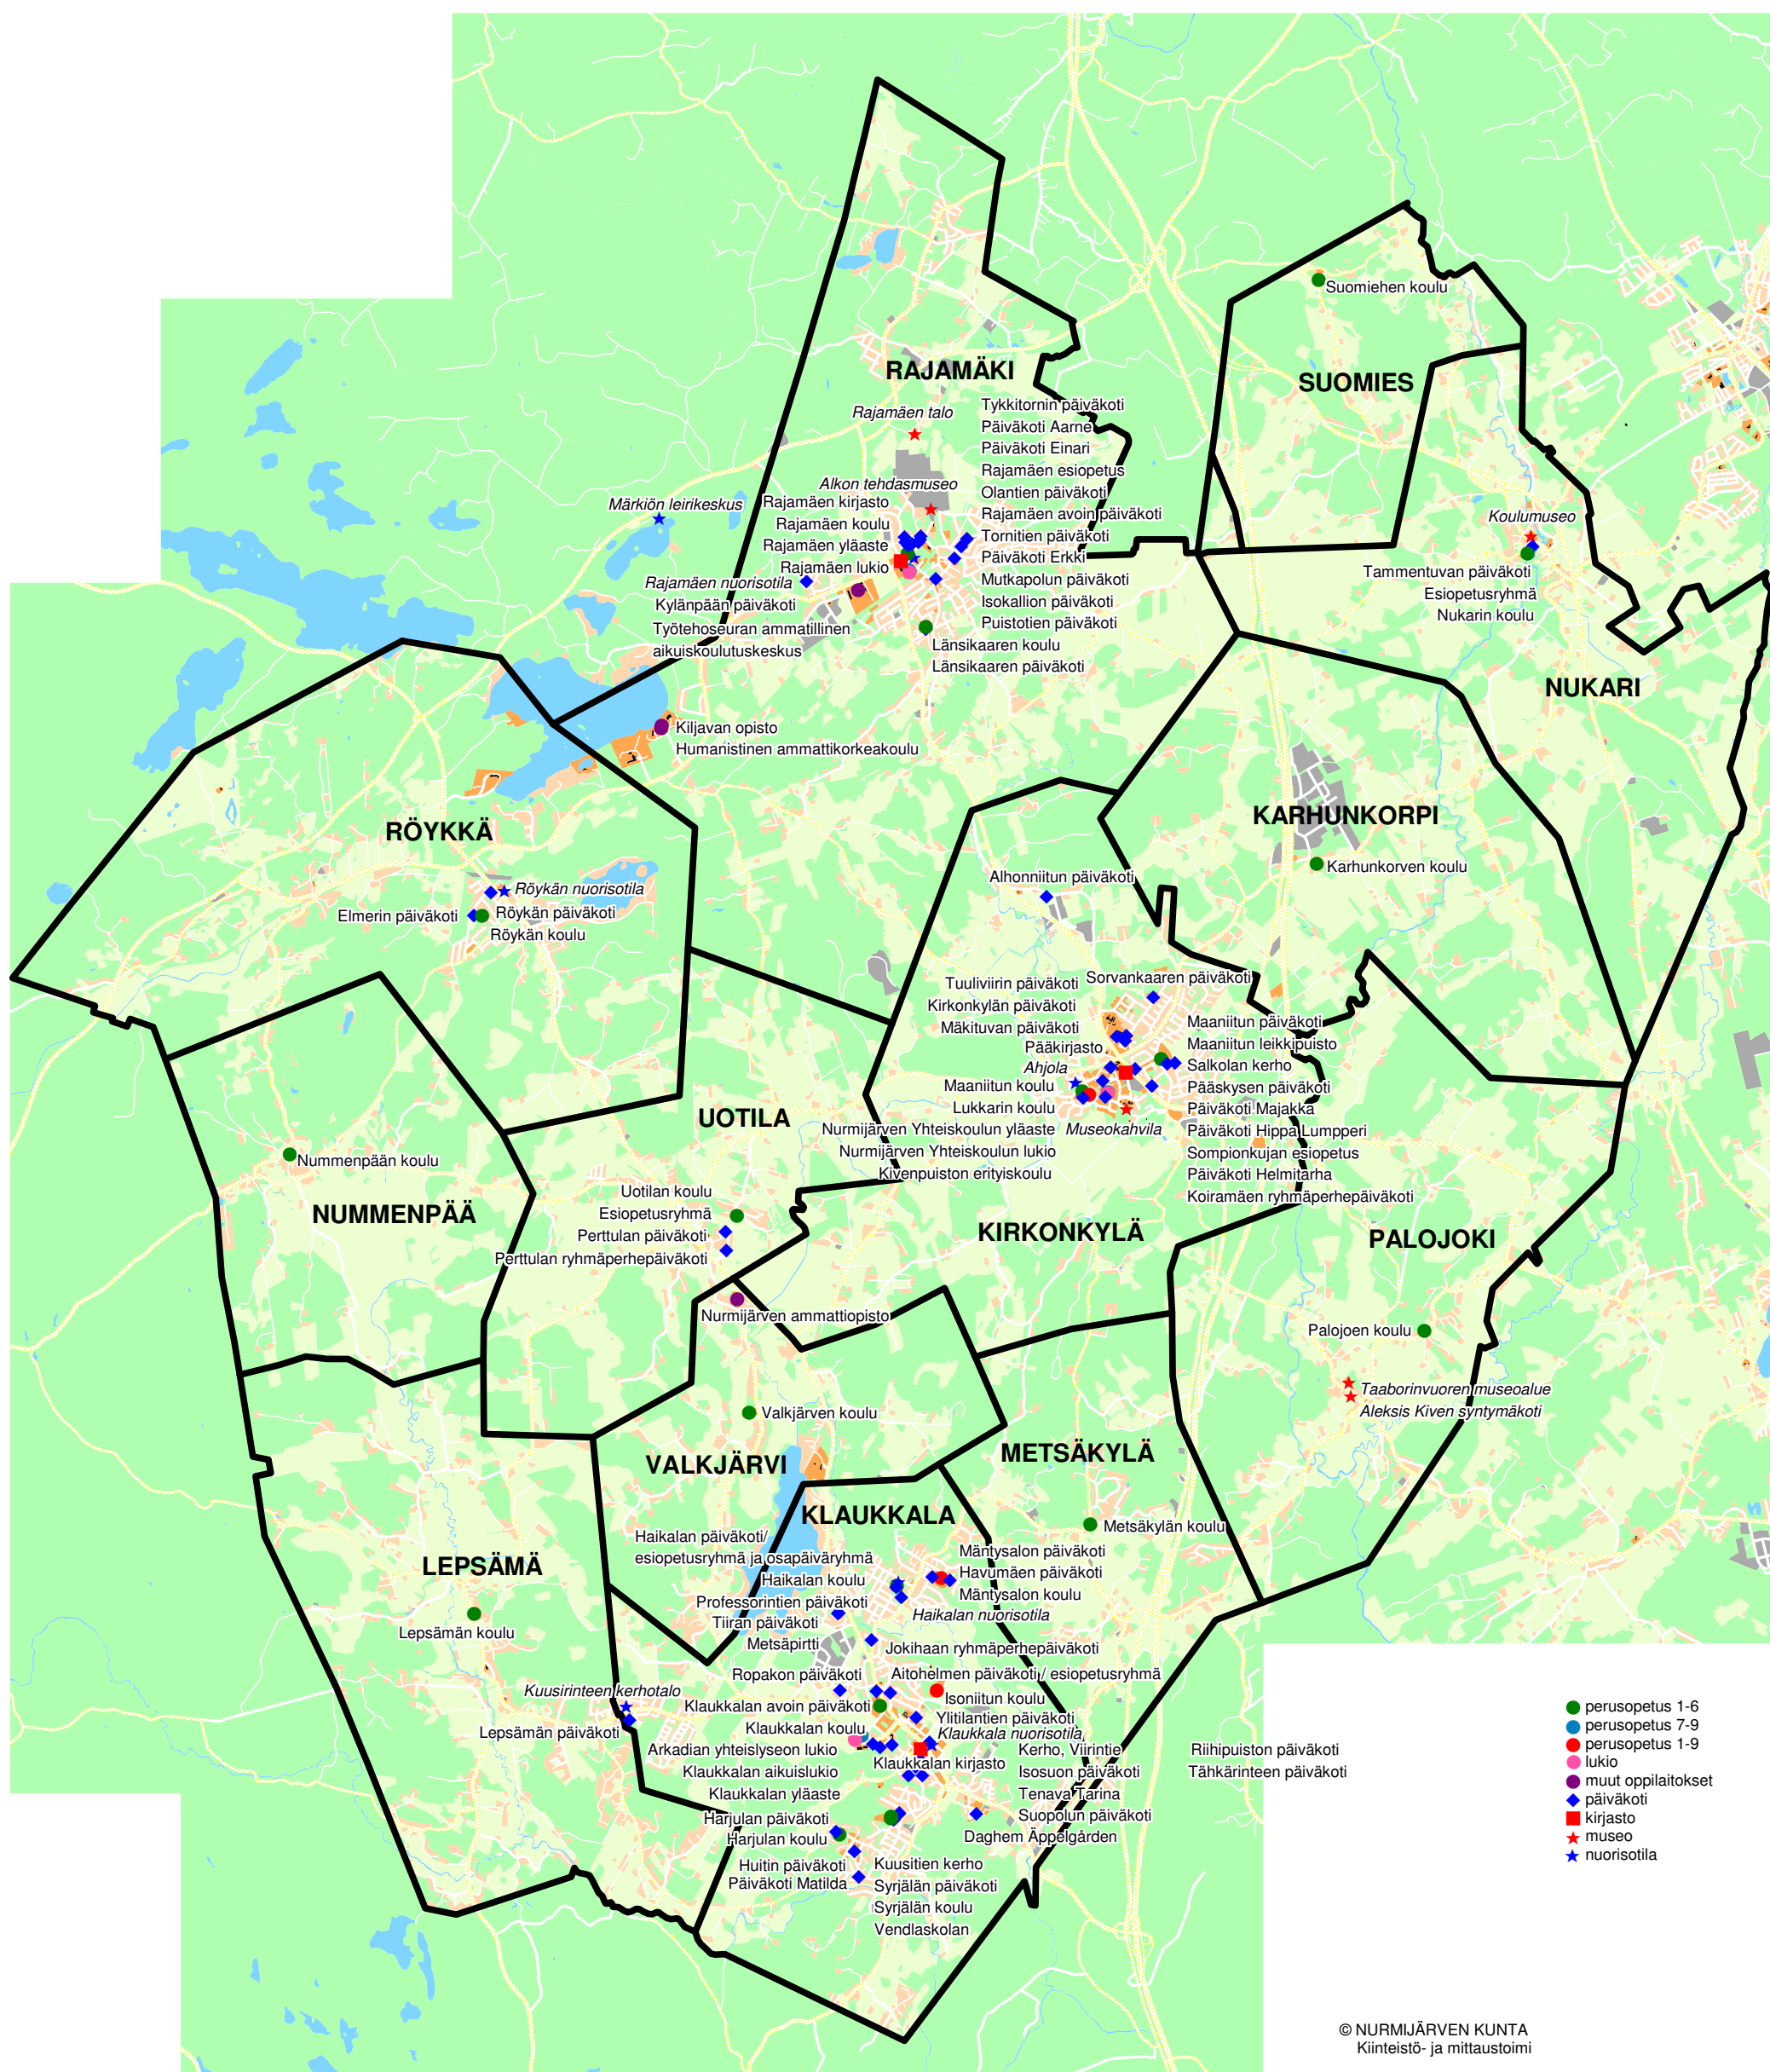 Suomiehen koulu
RAJAMÄKI
SUOMIES
Rajamäen talo
Tykkitornin päiväkoti
Päiväkoti Aarne
Päiväkoti Einari
Rajamäen esiopetus
Olantien päiväkoti
Rajamäen avoin päiväkoti
Tornitien päiväkoti
Päiväkoti Erkki
Mutkapolun päiväkoti
Isokallion päiväkoti
Puistotien päiväkoti
Länsikaaren koulu
Länsikaaren päiväkoti
Alkon tehdasmuseo
Rajamäen kirjasto
Rajamäen koulu
Rajamäen yläaste
Rajamäen lukio
Rajamäen nuorisotila
Kylänpään päiväkoti
Työtehoseuran ammatillinen
aikuiskoulutuskeskus
Märkiön leirikeskus
Koulumuseo
Tammentuvan päiväkoti
Esiopetusryhmä
Nukarin koulu
NUKARI
Kiljavan opisto
Humanistinen ammattikorkeakoulu
RÖYKKÄ
KARHUNKORPI
Karhunkorven koulu
Röykän nuorisotila
Elmerin päiväkoti
Röykän päiväkoti
Röykän koulu
Alhonniitun päiväkoti
Tuuliviirin päiväkoti
Sorvankaaren päiväkoti
Kirkonkylän päiväkoti
Mäkituvan päiväkoti
Pääkirjasto
Ahjola
Maaniitun koulu
Lukkarin koulu
Nurmijärven Yhteiskoulun yläaste
Museokahvila
Nurmijärven Yhteiskoulun lukio
Kivenpuiston erityiskoulu
Maaniitun päiväkoti
Maaniitun leikkipuisto
Salkolan kerho
Pääskysen päiväkoti
Päiväkoti Majakka
Päiväkoti Hippa Lumpperi
Sompionkujan esiopetus
Päiväkoti Helmitarha
Koiramäen ryhmäperhepäiväkoti
UOTILA
Nummenpään koulu
NUMMENPÄÄ
Uotilan koulu
Esiopetusryhmä
Perttulan päiväkoti
Perttulan ryhmäperhepäiväkoti
KIRKONKYLÄ
PALOJOKI
Nurmijärven ammattiopisto
Palojoen koulu
Taaborinvuoren museoalue
Aleksis Kiven syntymäkoti
Valkjärven koulu
VALKJÄRVI
METSÄKYLÄ
KLAUKKALA
Metsäkylän koulu
LEPSÄMÄ
Lepsämän koulu
Haikalan päiväkoti/
esiopetusryhmä ja osapäiväryhmä
Haikalan koulu
Professorintien päiväkoti
Tiiran päiväkoti
Metsäpirtti
Mäntysalon päiväkoti
Havumäen päiväkoti
Mäntysalon koulu
Haikalan nuorisotila
Jokihaan ryhmäperhepäiväkoti
Ropakon päiväkoti
Aitohelmen päiväkoti / esiopetusryhmä
Kuusirinteen kerhotalo
Lepsämän päiväkoti
Klaukkalan avoin päiväkoti
Isoniitun koulu
Ylitilantien päiväkoti
Klaukkalan koulu
Klaukkala nuorisotila
Arkadian yhteislyseon lukio
Klaukkalan kirjasto
Klaukkalan aikuislukio
Klaukkalan yläaste
Kerho, Viirintie
Isosuon päiväkoti
Tenava Tarina
Suopolun päiväkoti
Daghem Äppelgården
Riihipuiston päiväkoti
Tähkärinteen päiväkoti
Harjulan päiväkoti
Harjulan koulu
Huitin päiväkoti
Päiväkoti Matilda
Kuusitien kerho
Syrjälän päiväkoti
Syrjälän koulu
Vendlaskolan
perusopetus 1-6
perusopetus 7-9
perusopetus 1-9
lukio
muut oppilaitokset
päiväkoti
kirjasto
museo
nuorisotila
© NURMIJÄRVEN KUNTA
Kiinteistö- ja mittaustoimi